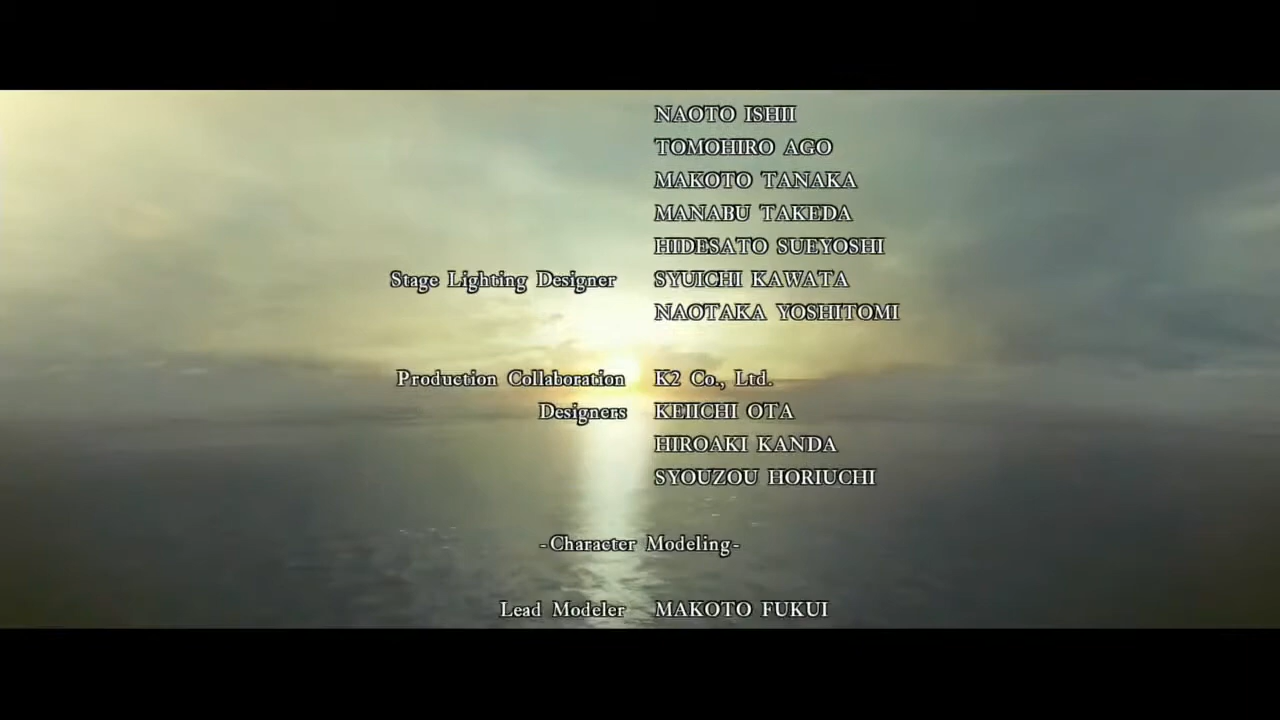 NAOTO ISHII
TOMOHIRO AGO
MAKOTO TANAKA
MANABU TAKEDA
HIDESATO SUEYOSHI
Stage Lighting Designer SYUICHI KAWATA
NAOTAKA YOSHITOMI
Production Collaboration K2 Co., Ltd.
Designers KEIICHI OTA
HIROAKI KANDA
SYOUZOU HORIUCHI
-Character Modeling-
Lead Modeler MAKOTO FUKUI